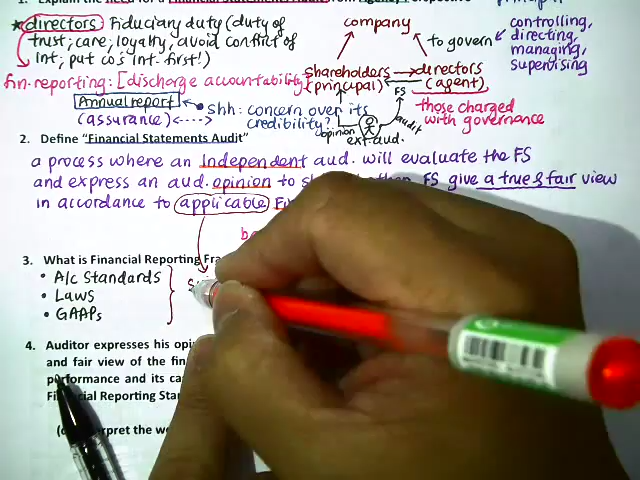 1. Explain the need for a Financial Statements Audit from Agency Perspective
★directors Fiduciary duty (duty of
trust, care, loyalty, avoid conflict of
int, put co's int. first!)
company
to govern
controlling,
directing,
managing,
supervising
fin. reporting: [discharge accountability]
shareholders
(principal)
directors
(agent)
FS
those charged
with governance
Annual report
(assurance)
shh: concern over its
credibility?
opinion
ext. aud.
audit
2. Define "Financial Statements Audit"
a process where an Independent aud. will evaluate the FS
and express an aud. opinion to FS give a true & fair view
in accordance to applicable
3. What is Financial Reporting Fra
• A/c Standards
• Laws
• GAAPs
S
4. Auditor expresses his opi
and fair view of the fin
performance and its ca
Financial Reporting Star